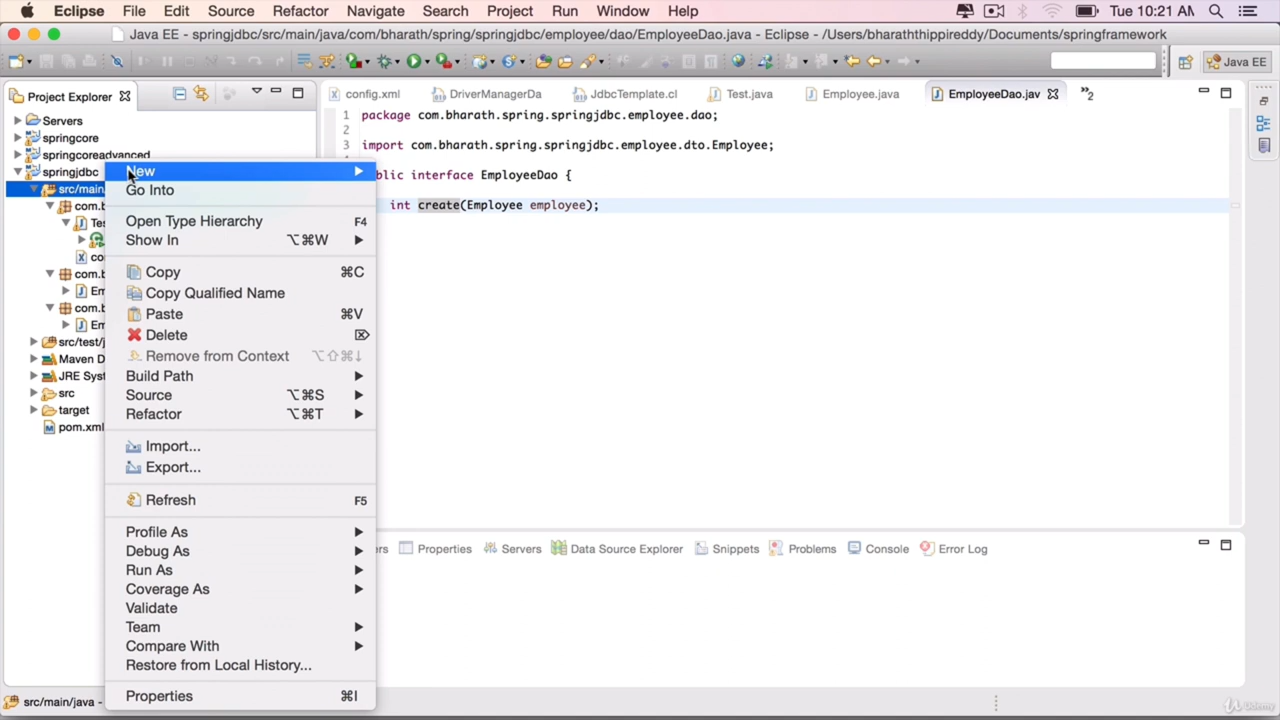 Eclipse File Edit Source Refactor Navigate Search Project Run Window Help Tue 10:21 AM
Java EE - springjdbc/src/main/java/com/bharath/spring/springjdbc/employee/dao/EmployeeDao.java - Eclipse - /Users/bharaththippireddy/Documents/springframework
Java EE
Project Explorer
config.xml DriverManagerDa JdbcTemplate.cl Test.java Employee.java EmployeeDao.jav 2
Servers
springcore
springcoreadvanced
springjdbc
src/main/
com.b
Tes
co
com.b
Em
com.b
Em
src/test/j
Maven D
JRE Sys
src
target
pom.xml
New
Go Into
Open Type Hierarchy F4
Show In ⌥⌘W
Copy ⌘C
Copy Qualified Name
Paste ⌘V
Delete ⌦
Remove from Context ⌥⇧⌘↓
Build Path
Source ⌥⌘S
Refactor ⌥⌘T
Import...
Export...
Refresh F5
Profile As
Debug As
Run As
Coverage As
Validate
Team
Compare With
Restore from Local History...
Properties ⌘I
1 package com.bharath.spring.springjdbc.employee.dao;
2
3 import com.bharath.spring.springjdbc.employee.dto.Employee;
4
blic interface EmployeeDao {
int create(Employee employee);
rs Properties Servers Data Source Explorer Snippets Problems Console Error Log
src/main/java -
Udemy